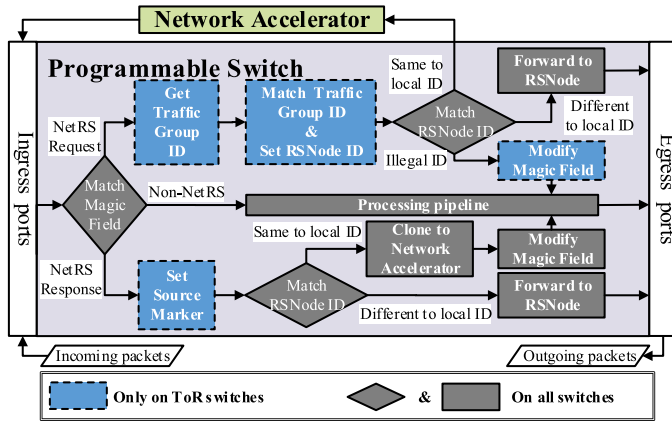 Network Accelerator
Programmable Switch
Same to
local ID
Forward to
RSNode
Get
Traffic
Group
ID
Match Traffic
Group ID
&
Set RSNode ID
Match
RSNode ID
Different
to local ID
NetRS
Request
Illegal ID
Modify
Magic Field
Ingress ports
Egress ports
Match
Magic
Field
Non-NetRS
Processing pipeline
Same to local ID
Clone to
Network
Accelerator
Modify
Magic Field
NetRS
Response
Set
Source
Marker
Match
RSNode ID
Different to local ID
Forward to
RSNode
Incoming packets
Outgoing packets
Only on ToR switches
&
On all switches